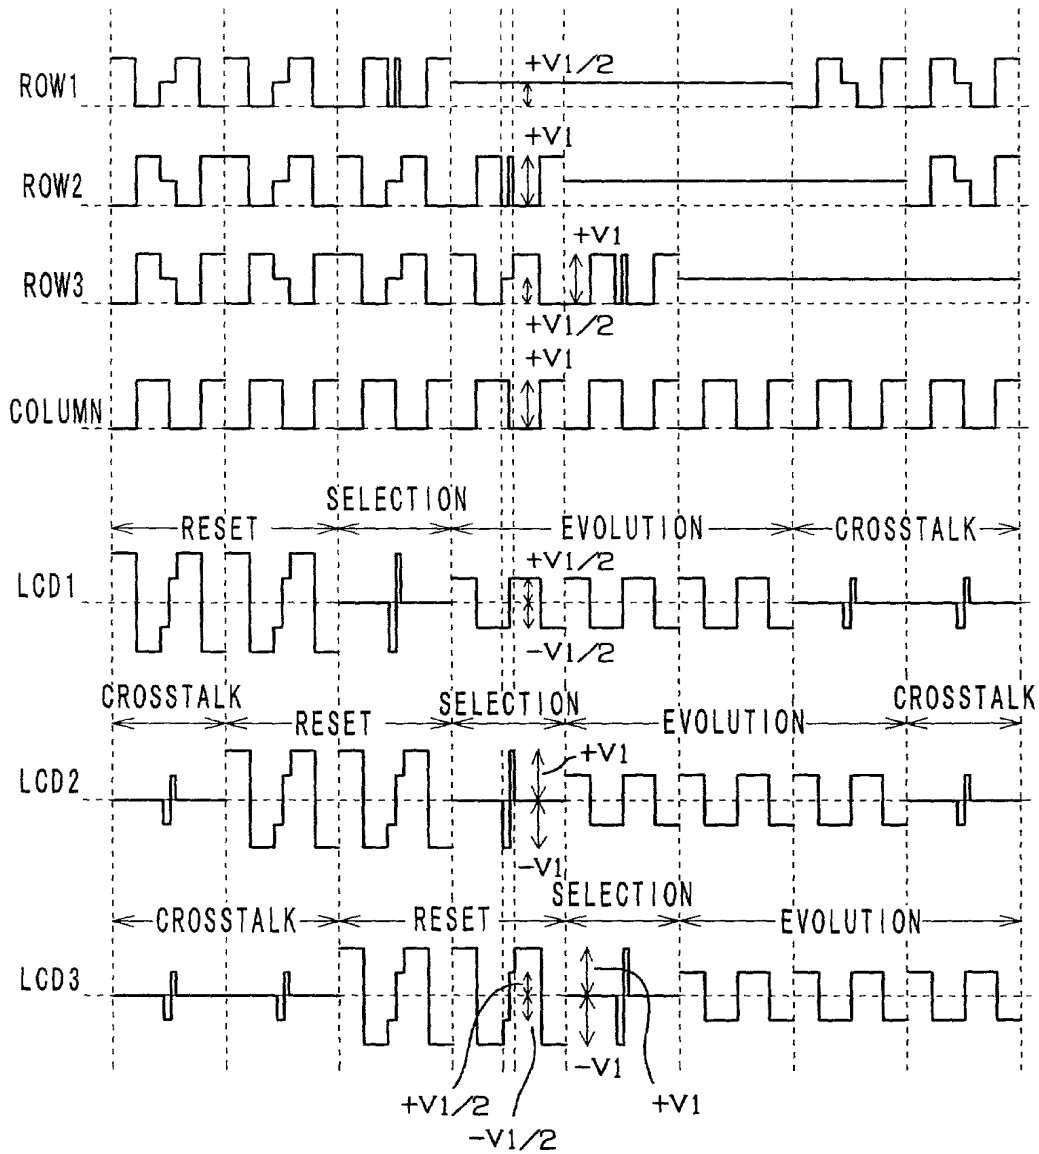 ROW1
+V1/2
+V1
ROW2
+V1
ROW3
+V1/2
+V1
COLUMN
SELECTION
RESET
EVOLUTION
CROSSTALK
LCD1
+V1/2
-V1/2
CROSSTALK
RESET
SELECTION
EVOLUTION
CROSSTALK
LCD2
+V1
-V1
SELECTION
CROSSTALK
RESET
EVOLUTION
LCD3
-V1
+V1/2
+V1
-V1/2